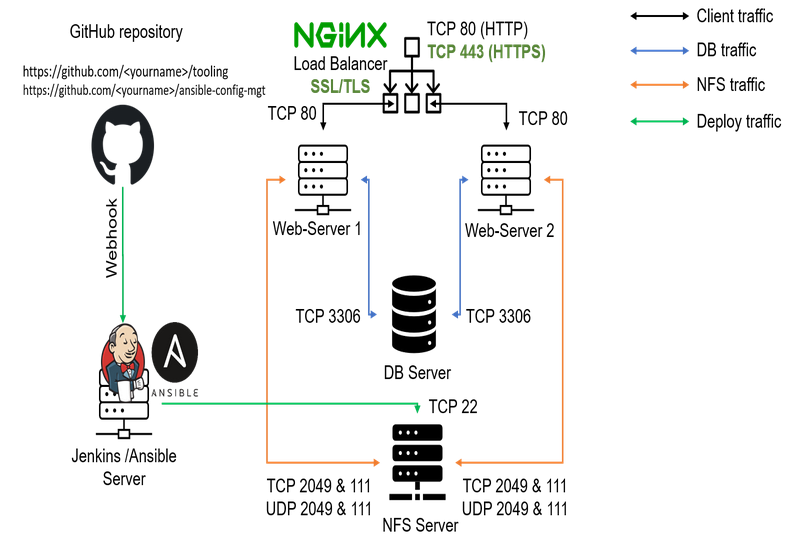 GitHub repository
https://github.com/<yourname>/tooling
https://github.com/<yourname>/ansible-config-mgt
Webhook
ANSIBLE
Jenkins /Ansible
Server
NGINX
Load Balancer
SSL/TLS
TCP 80 (HTTP)
TCP 443 (HTTPS)
TCP 80
TCP 80
Web-Server 1
Web-Server 2
TCP 3306
TCP 3306
DB Server
TCP 22
TCP 2049 & 111
UDP 2049 & 111
TCP 2049 & 111
UDP 2049 & 111
NFS Server
Client traffic
DB traffic
NFS traffic
Deploy traffic